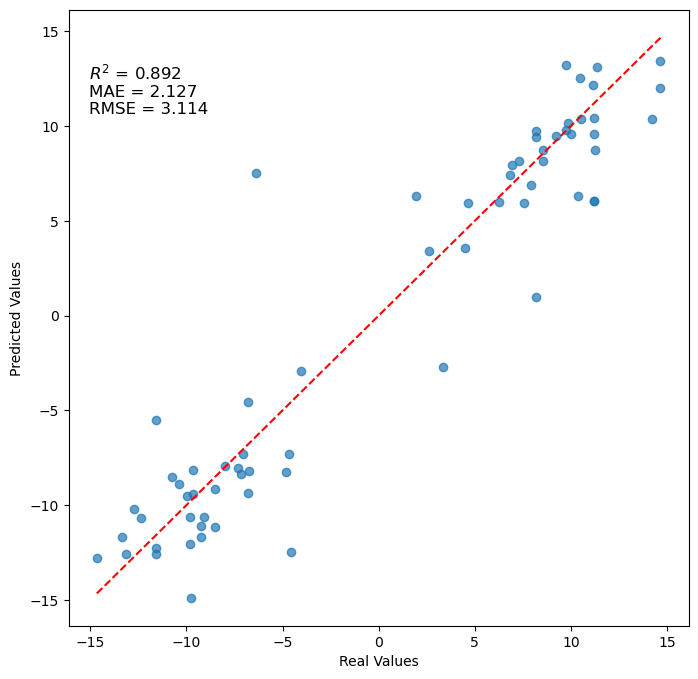 R² = 0.892
MAE = 2.127
RMSE = 3.114
15
10
5
0
−5
−10
−15
Predicted Values
−15 −10 −5 0 5 10 15
Real Values